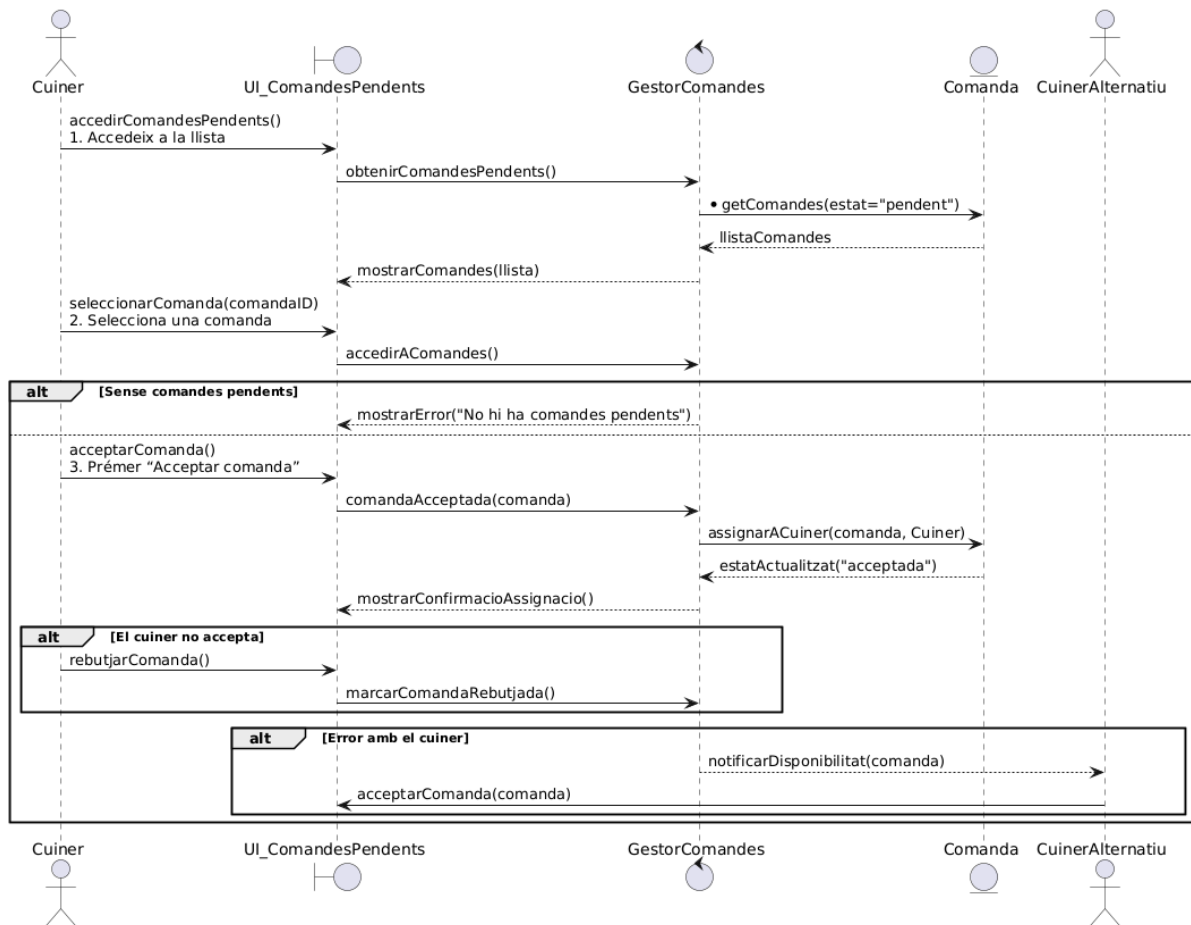 Cuiner
UI_ComandesPendents
GestorComandes
Comanda
CuinerAlternatiu
accedirComandesPendents()
1. Accedeix a la llista
obtenirComandesPendents()
• getComandes(estat="pendent")
llistaComandes
mostrarComandes(llista)
seleccionarComanda(comandaID)
2. Selecciona una comanda
accedirAComandes()
alt [Sense comandes pendents]
mostrarError("No hi ha comandes pendents")
acceptarComanda()
3. Prémer “Acceptar comanda”
comandaAcceptada(comanda)
assignarACuiner(comanda, Cuiner)
estatActualitzat("acceptada")
mostrarConfirmacioAssignacio()
alt [El cuiner no accepta]
rebutjarComanda()
marcarComandaRebutjada()
alt [Error amb el cuiner]
notificarDisponibilitat(comanda)
acceptarComanda(comanda)
Cuiner
UI_ComandesPendents
GestorComandes
Comanda
CuinerAlternatiu